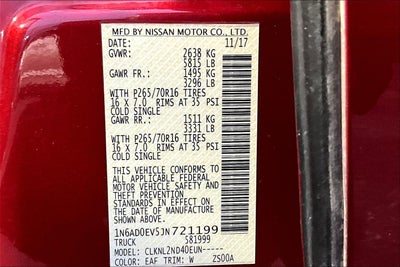 MFD BY NISSAN MOTOR CO., LTD.
DATE: 11/17
GVWR: 2638 KG
5815 LB
GAWR FR.: 1495 KG
3296 LB
WITH P265/70R16 TIRES
16 X 7.0 RIMS AT 35 PSI
COLD SINGLE
GAWR RR.: 1511 KG
3331 LB
WITH P265/70R16 TIRES
16 X 7.0 RIMS AT 35 PSI
COLD SINGLE
THIS VEHICLE CONFORMS
TO ALL APPLICABLE
FEDERAL MOTOR VEHICLE
SAFETY AND THEFT
PREVENTION STANDARDS
IN EFFECT ON THE DATE
OF MANUFACTURE
SHOWN ABOVE.
1N6AD0EV5JN721199
TRUCK 581999
MODEL: CLKNL2ND40EUN-----
COLOR: EAF TRIM: W ZS00A